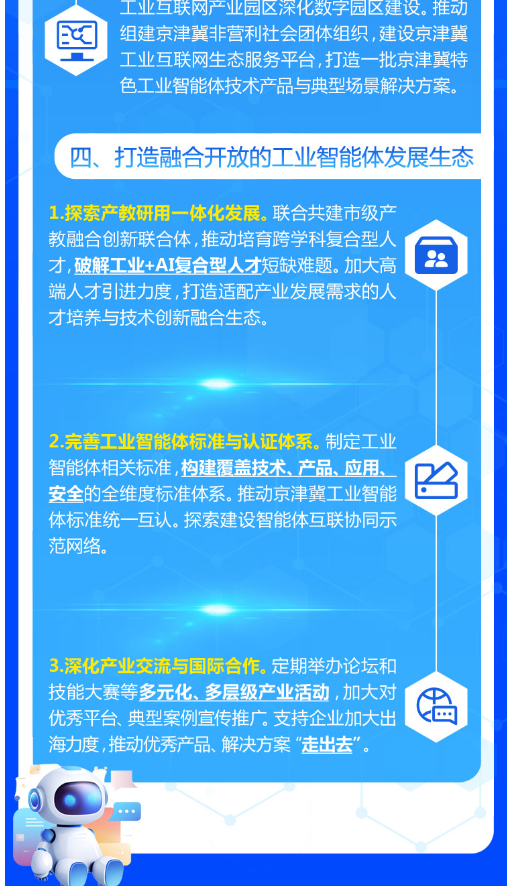 工业互联网产业园区深化数字园区建设。推动
组建京津冀非营利社会团体组织，建设京津冀
工业互联网生态服务平台，打造一批京津冀特
色工业智能体技术产品与典型场景解决方案。
四、打造融合开放的工业智能体发展生态
1.探索产教研用一体化发展。联合共建市级产
教融合创新联合体，推动培育跨学科复合型人
才，破解工业+AI复合型人才短缺难题。加大高
端人才引进力度，打造适配产业发展需求的人
才培养与技术创新融合生态。
2.完善工业智能体标准与认证体系。制定工业
智能体相关标准，构建覆盖技术、产品、应用、
安全的全维度标准体系。推动京津冀工业智能
体标准统一互认。探索建设智能体互联协同示
范网络。
3.深化产业交流与国际合作。定期举办论坛和
技能大赛等多元化、多层级产业活动，加大对
优秀平台、典型案例宣传推广。支持企业加大出
海力度，推动优秀产品、解决方案“走出去”。